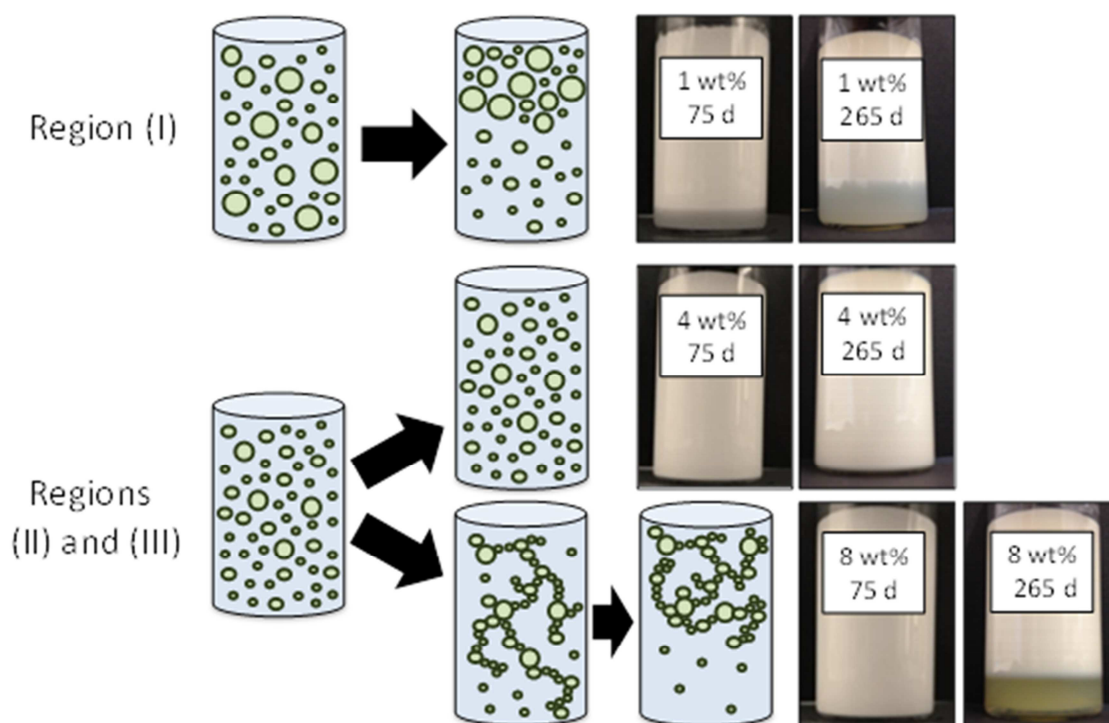 Region (I)
1 wt%
75 d
1 wt%
265 d
4 wt%
75 d
4 wt%
265 d
Regions
(II) and (III)
8 wt%
75 d
8 wt%
265 d